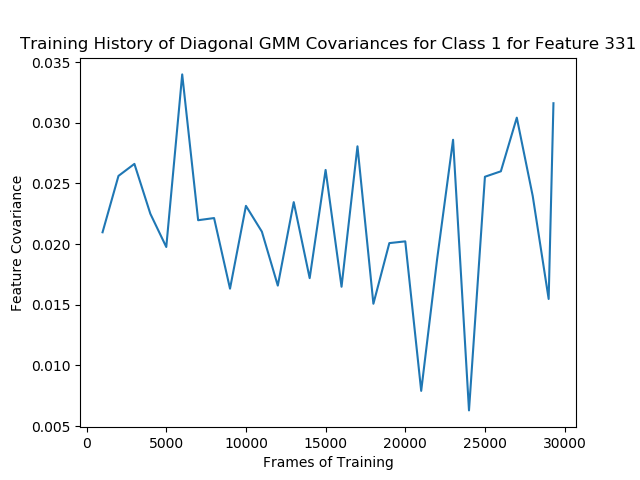 Training History of Diagonal GMM Covariances for Class 1 for Feature 331
0.035
0.030
0.025
0.020
0.015
0.010
0.005
Feature Covariance
0 5000 10000 15000 20000 25000 30000
Frames of Training